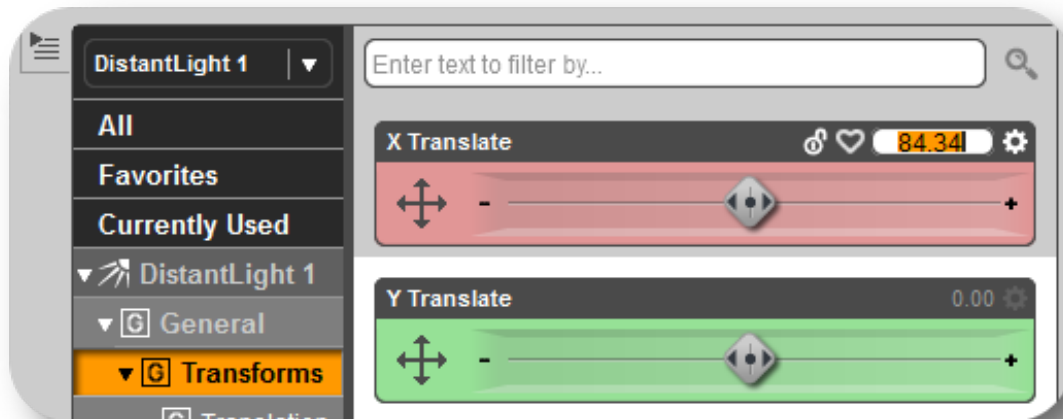 DistantLight 1
Enter text to filter by...
All
Favorites
Currently Used
DistantLight 1
G General
G Transforms
G Translation
X Translate
84.34
- +
Y Translate
0.00
- +